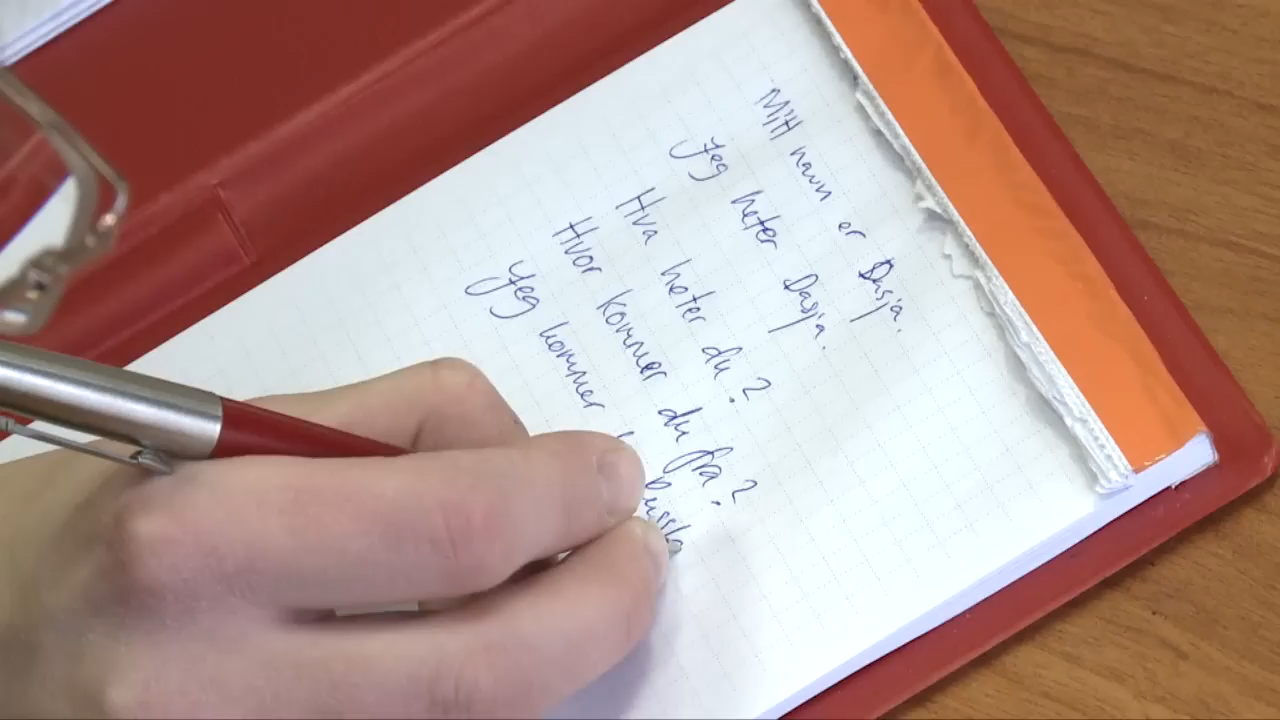 Mitt navn er Dasja.
Jeg heter Dasja.
Hva heter du?
Hvor kommer du fra?
Jeg kommer